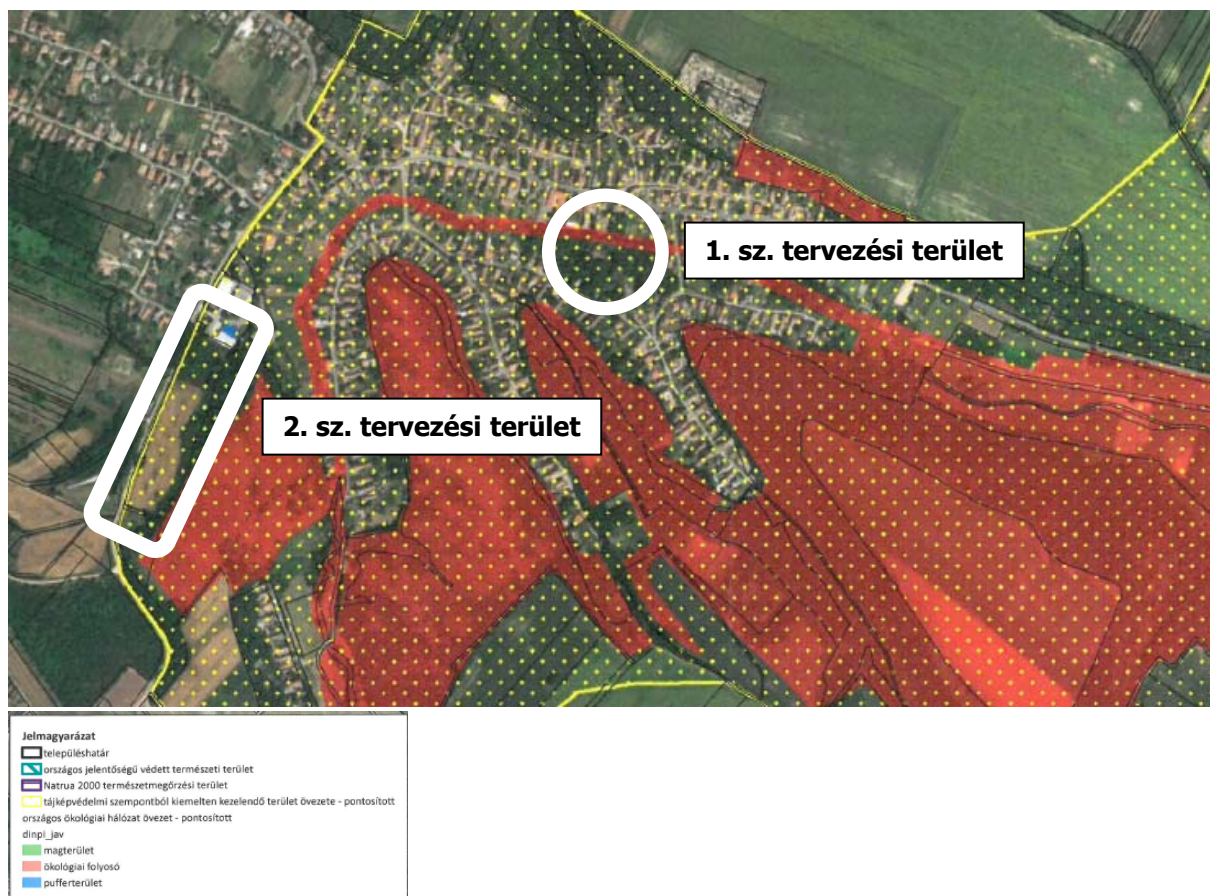 1. sz. tervezési terület
2. sz. tervezési terület
Jelmagyarázat
településhatár
országos jelentőségű védett természeti terület
Natrua 2000 természetmegőrzési terület
tájképvédelmi szempontból kiemelten kezelendő terület övezete - pontosított
országos ökológiai hálózat övezet - pontosított
dinpi_jav
magterület
ökológiai folyosó
pufferterület